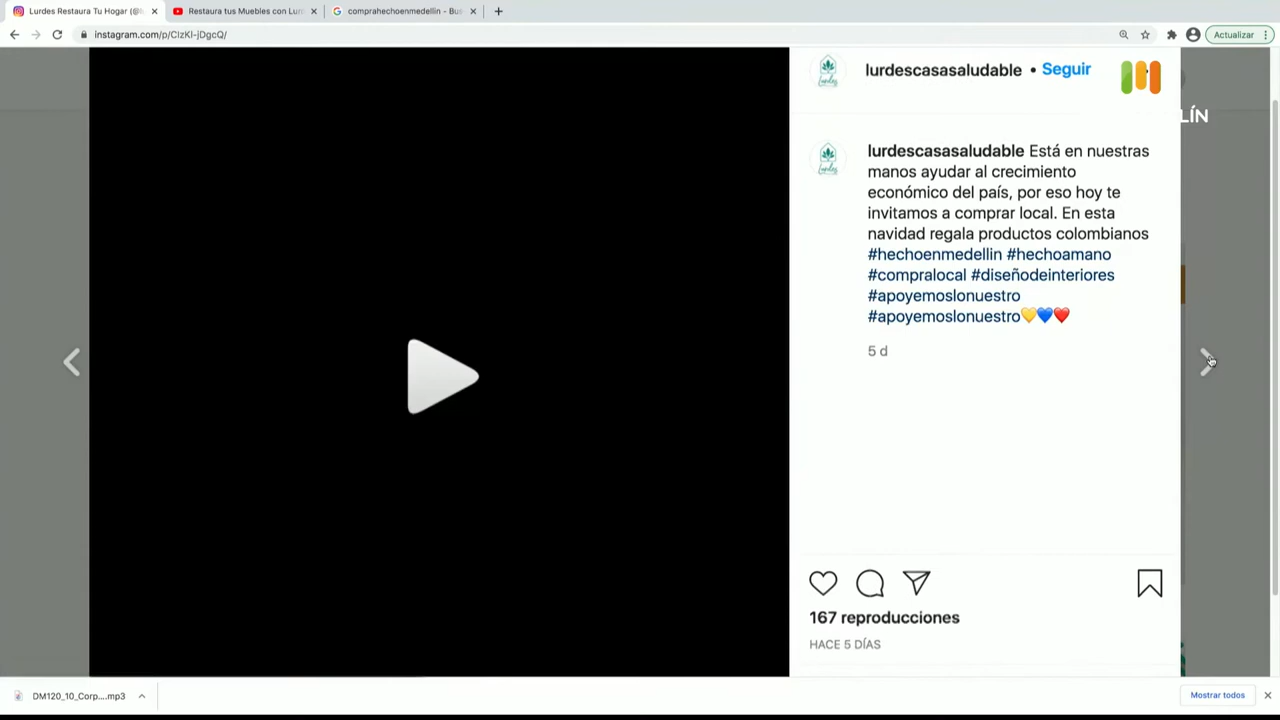 Lurdes Restaura Tu Hogar (@l
Restaura tus Muebles con Lur
comprahechoenmedellin - Bus
instagram.com/p/CIzKI-jDgcQ/
Actualizar
lurdescasasaludable • Seguir
LÍN
Lurdes
lurdescasasaludable Está en nuestras
manos ayudar al crecimiento
económico del país, por eso hoy te
invitamos a comprar local. En esta
navidad regala productos colombianos
#hechoenmedellin #hechoamano
#compralocal #diseñodeinteriores
#apoyemoslonuestro
#apoyemoslonuestro💛💙❤️
5 d
167 reproducciones
HACE 5 DÍAS
DM120_10_Corp....mp3
Mostrar todos